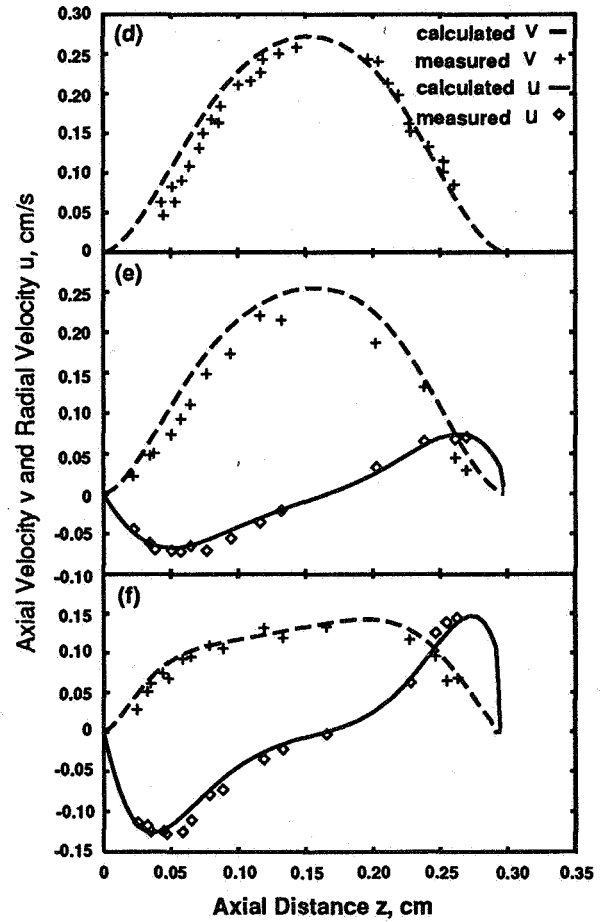 Axial Velocity v and Radial Velocity u, cm/s
(d)
calculated V
measured V
calculated U
measured U
0.30
0.25
0.20
0.15
0.10
0.05
0
(e)
0.25
0.20
0.15
0.10
0.05
0
-0.05
-0.10
(f)
0.15
0.10
0.05
0
-0.05
-0.10
-0.15
0 0.05 0.10 0.15 0.20 0.25 0.30 0.35
Axial Distance z, cm